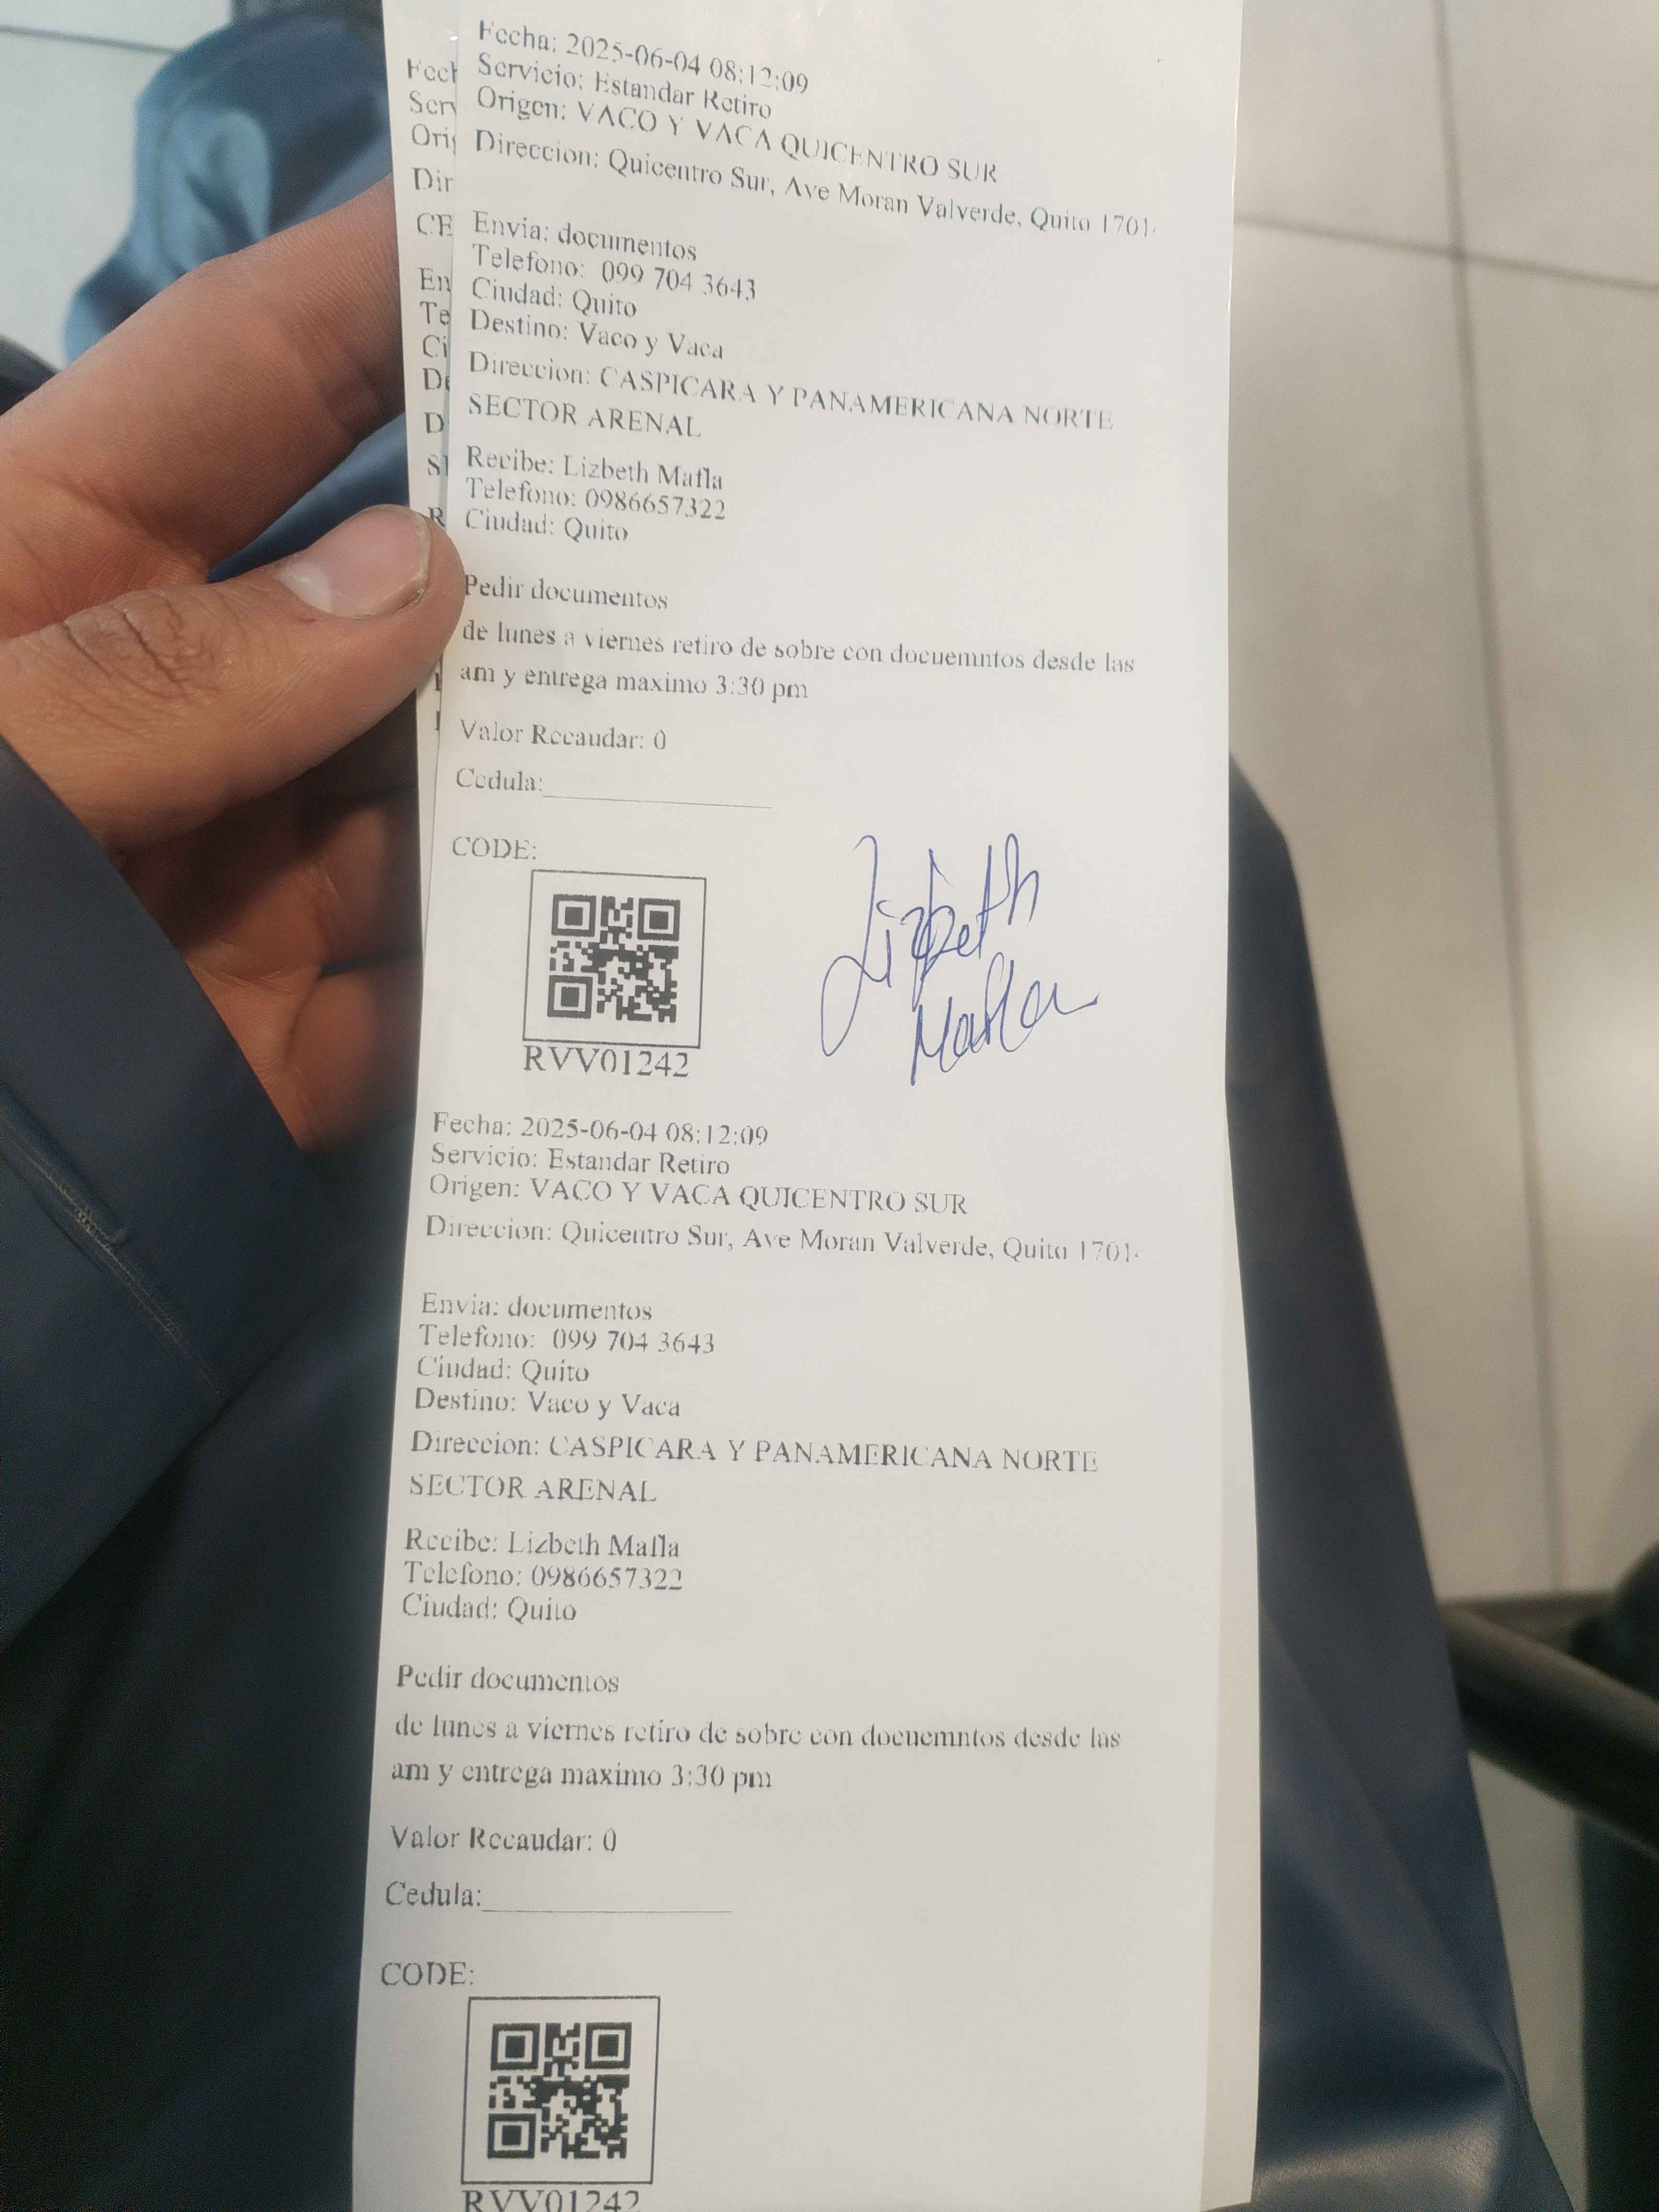 Fecha: 2025-06-04 08:12:09
Servicio: Estandar Retiro
Origen: VACO Y VACA QUICENTRO SUR
Direccion: Quicentro Sur, Ave Moran Valverde, Quito 1701
Envia: documentos
Telefono: 099 704 3643
Ciudad: Quito
Destino: Vaco y Vaca
Direccion: CASPICARA Y PANAMERICANA NORTE
SECTOR ARENAL
Recibe: Lizbeth Mafla
Telefono: 0986657322
Ciudad: Quito
Pedir documentos
de lunes a viernes retiro de sobre con docuemntos desde las
am y entrega maximo 3:30 pm
Valor Recaudar: 0
Cedula:
CODE:
Lizbeth
Mafla
RVV01242
Fecha: 2025-06-04 08:12:09
Servicio: Estandar Retiro
Origen: VACO Y VACA QUICENTRO SUR
Direccion: Quicentro Sur, Ave Moran Valverde, Quito 1701
Envia: documentos
Telefono: 099 704 3643
Ciudad: Quito
Destino: Vaco y Vaca
Direccion: CASPICARA Y PANAMERICANA NORTE
SECTOR ARENAL
Recibe: Lizbeth Mafla
Telefono: 0986657322
Ciudad: Quito
Pedir documentos
de lunes a viernes retiro de sobre con docuemntos desde las
am y entrega maximo 3:30 pm
Valor Recaudar: 0
Cedula:
CODE:
RVV01242